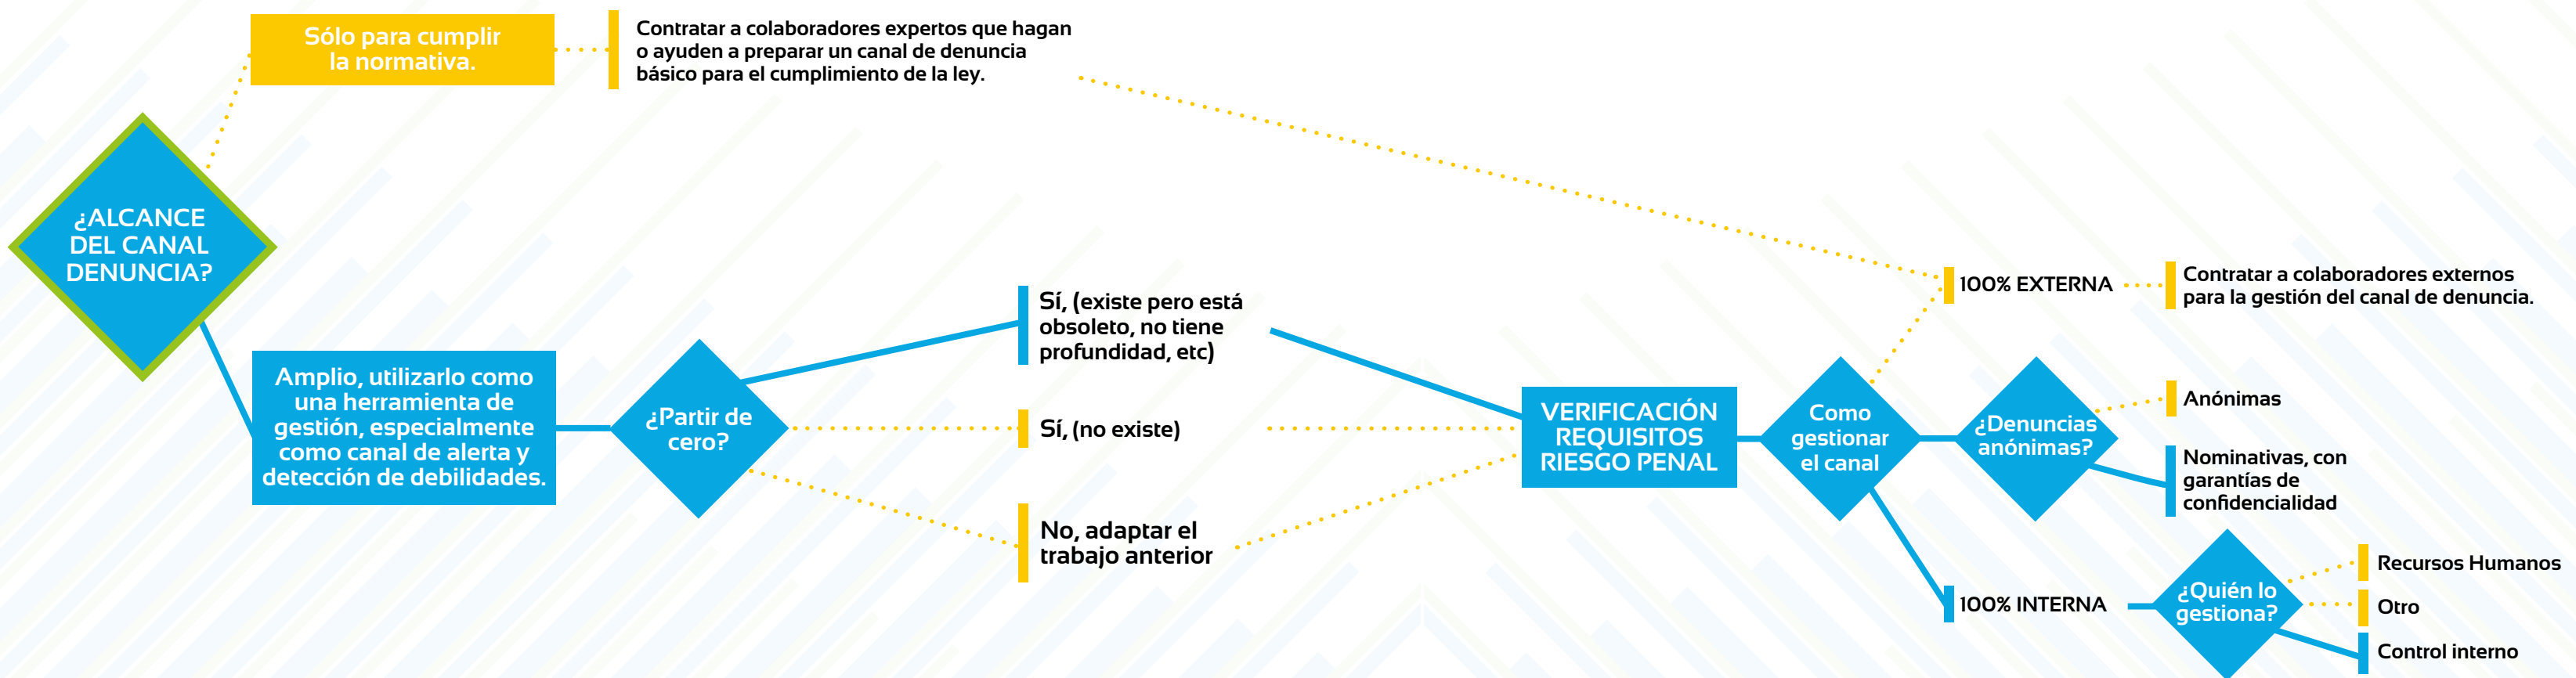 Sólo para cumplir
la normativa.
Contratar a colaboradores expertos que hagan
o ayuden a preparar un canal de denuncia
básico para el cumplimiento de la ley.
¿ALCANCE
DEL CANAL
DENUNCIA?
Amplio, utilizarlo como
una herramienta de
gestión, especialmente
como canal de alerta y
detección de debilidades.
¿Partir de
cero?
Sí, (existe pero está
obsoleto, no tiene
profundidad, etc)
Sí, (no existe)
No, adaptar el
trabajo anterior
VERIFICACIÓN
REQUISITOS
RIESGO PENAL
Como
gestionar
el canal
100% EXTERNA
Contratar a colaboradores externos
para la gestión del canal de denuncia.
¿Denuncias
anónimas?
Anónimas
Nominativas, con
garantías de
confidencialidad
100% INTERNA
¿Quién lo
gestiona?
Recursos Humanos
Otro
Control interno